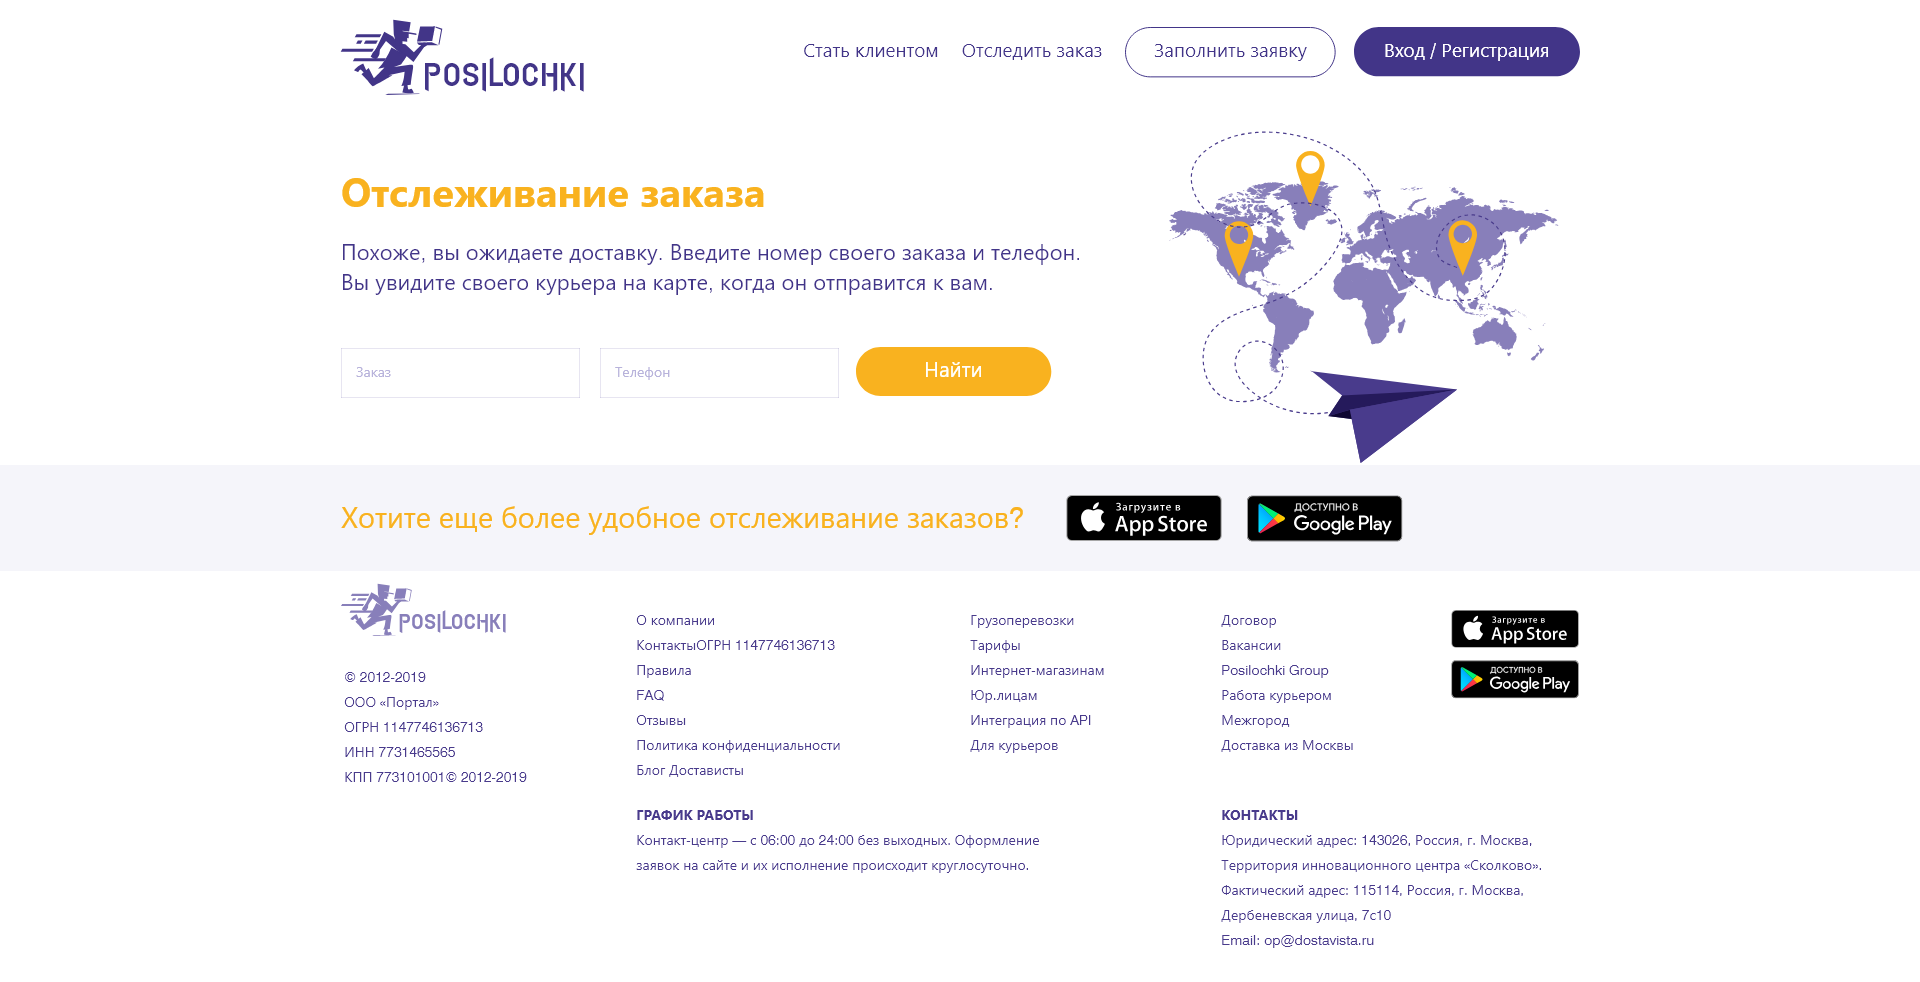 POSILOCHKI
Стать клиентом
Отследить заказ
Заполнить заявку
Вход / Регистрация
Отслеживание заказа
Похоже, вы ожидаете доставку. Введите номер своего заказа и телефон.
Вы увидите своего курьера на карте, когда он отправится к вам.
Заказ
Телефон
Найти
Хотите еще более удобное отслеживание заказов?
Загрузите в
App Store
ДОСТУПНО В
Google Play
POSILOCHKI
© 2012-2019
ООО «Портал»
ОГРН 1147746136713
ИНН 7731465565
КПП 773101001© 2012-2019
О компании
КонтактыОГРН 1147746136713
Правила
FAQ
Отзывы
Политика конфиденциальности
Блог Достависты
Грузоперевозки
Тарифы
Интернет-магазинам
Юр.лицам
Интеграция по API
Для курьеров
Договор
Вакансии
Posilochki Group
Работа курьером
Межгород
Доставка из Москвы
Загрузите в
App Store
ДОСТУПНО В
Google Play
ГРАФИК РАБОТЫ
Контакт-центр — с 06:00 до 24:00 без выходных. Оформление
заявок на сайте и их исполнение происходит круглосуточно.
КОНТАКТЫ
Юридический адрес: 143026, Россия, г. Москва,
Территория инновационного центра «Сколково».
Фактический адрес: 115114, Россия, г. Москва,
Дербеневская улица, 7с10
Email: op@dostavista.ru